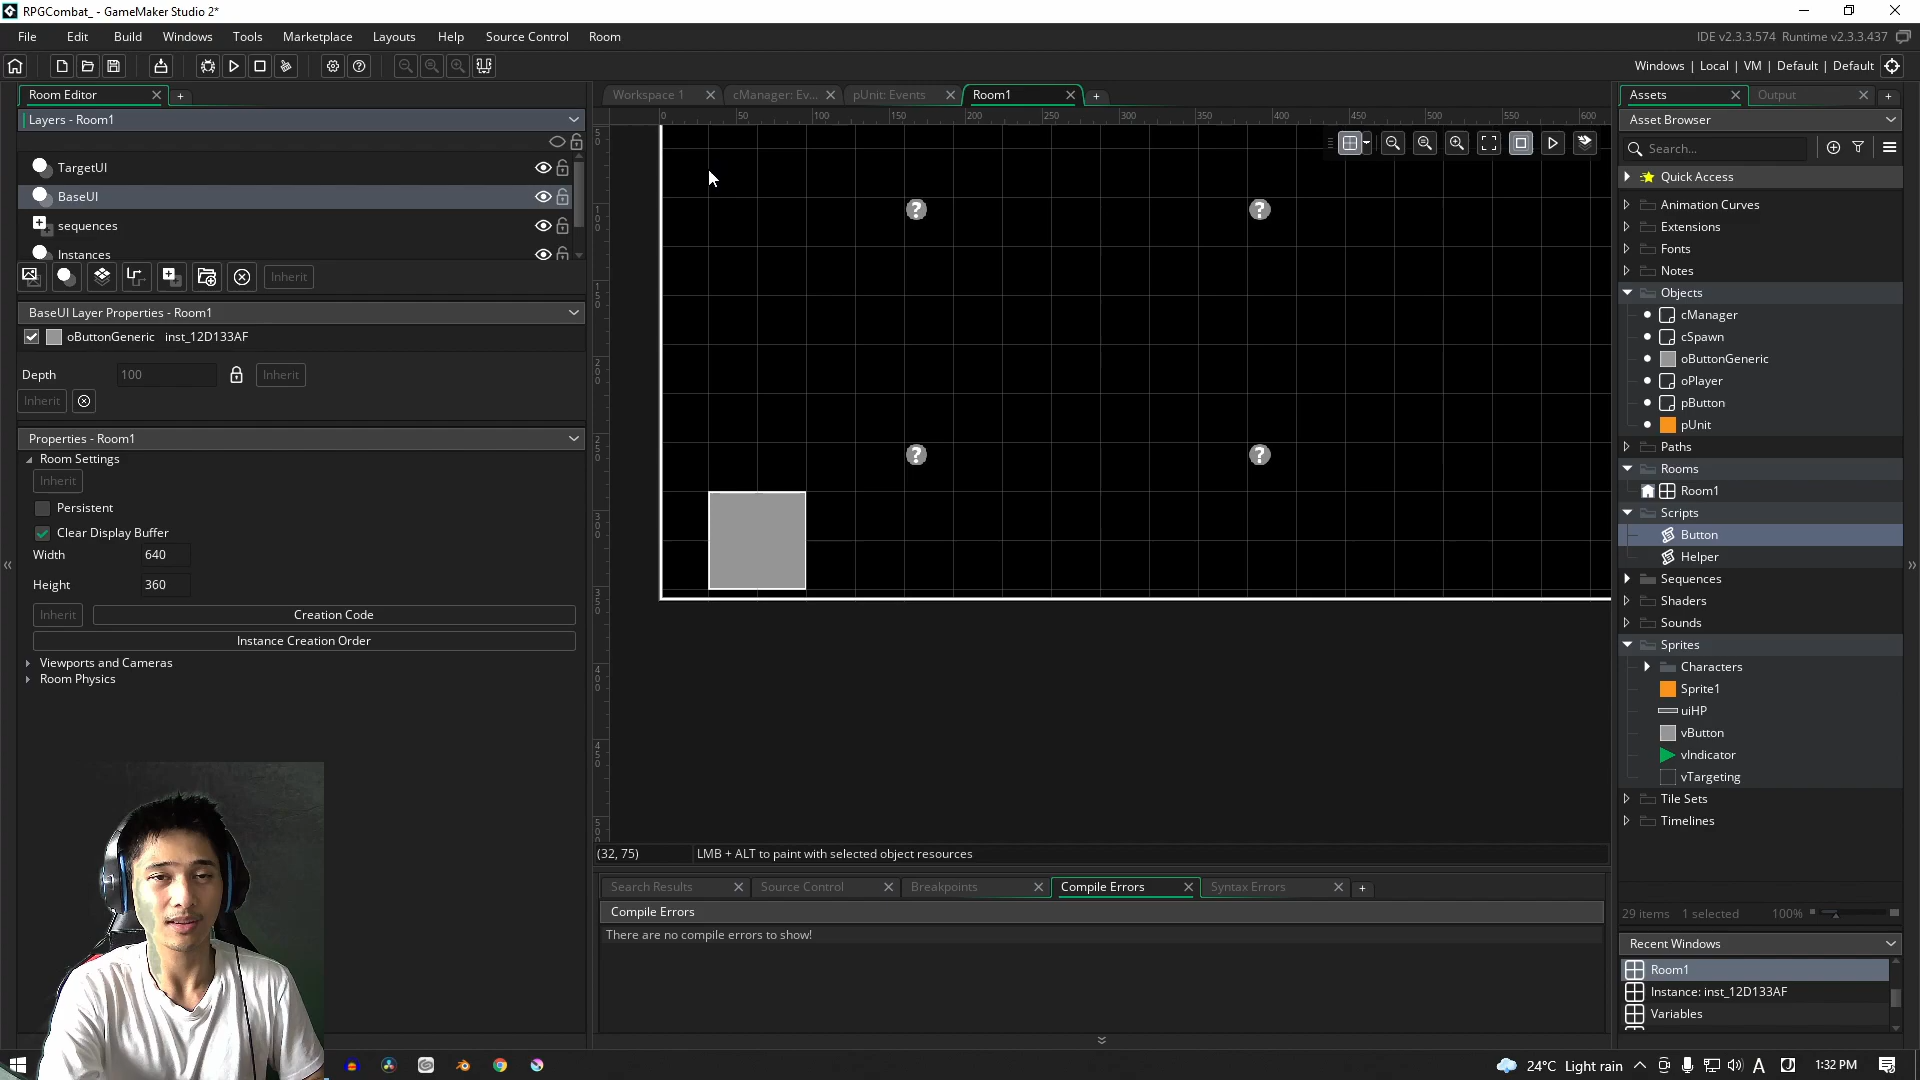 RPGCombat_ - GameMaker Studio 2*
File Edit Build Windows Tools Marketplace Layouts Help Source Control Room
IDE v2.3.3.574 Runtime v2.3.3.437
Windows | Local | VM | Default | Default
Room Editor
Workspace 1
cManager: Ev...
pUnit: Events
Room1
Assets
Output
Layers - Room1
Asset Browser
0 50 100 150 200 250 300 350 400 450 500 550 600
Search...
TargetUI
BaseUI
sequences
Instances
Inherit
BaseUI Layer Properties - Room1
oButtonGeneric inst_12D133AF
Depth 100 Inherit
Inherit
Properties - Room1
Room Settings
Inherit
Persistent
Clear Display Buffer
Width 640
Height 360
Inherit Creation Code
Instance Creation Order
Viewports and Cameras
Room Physics
50
100
150
200
250
300
350
400
450
500
?
?
?
?
(32, 75) LMB + ALT to paint with selected object resources
Search Results
Source Control
Breakpoints
Compile Errors
Syntax Errors
Compile Errors
There are no compile errors to show!
Quick Access
Animation Curves
Extensions
Fonts
Notes
Objects
cManager
cSpawn
oButtonGeneric
oPlayer
pButton
pUnit
Paths
Rooms
Room1
Scripts
Button
Helper
Sequences
Shaders
Sounds
Sprites
Characters
Sprite1
uiHP
vButton
vIndicator
vTargeting
Tile Sets
Timelines
29 items 1 selected 100%
Recent Windows
Room1
Instance: inst_12D133AF
Variables
24°C Light rain
A
1:32 PM